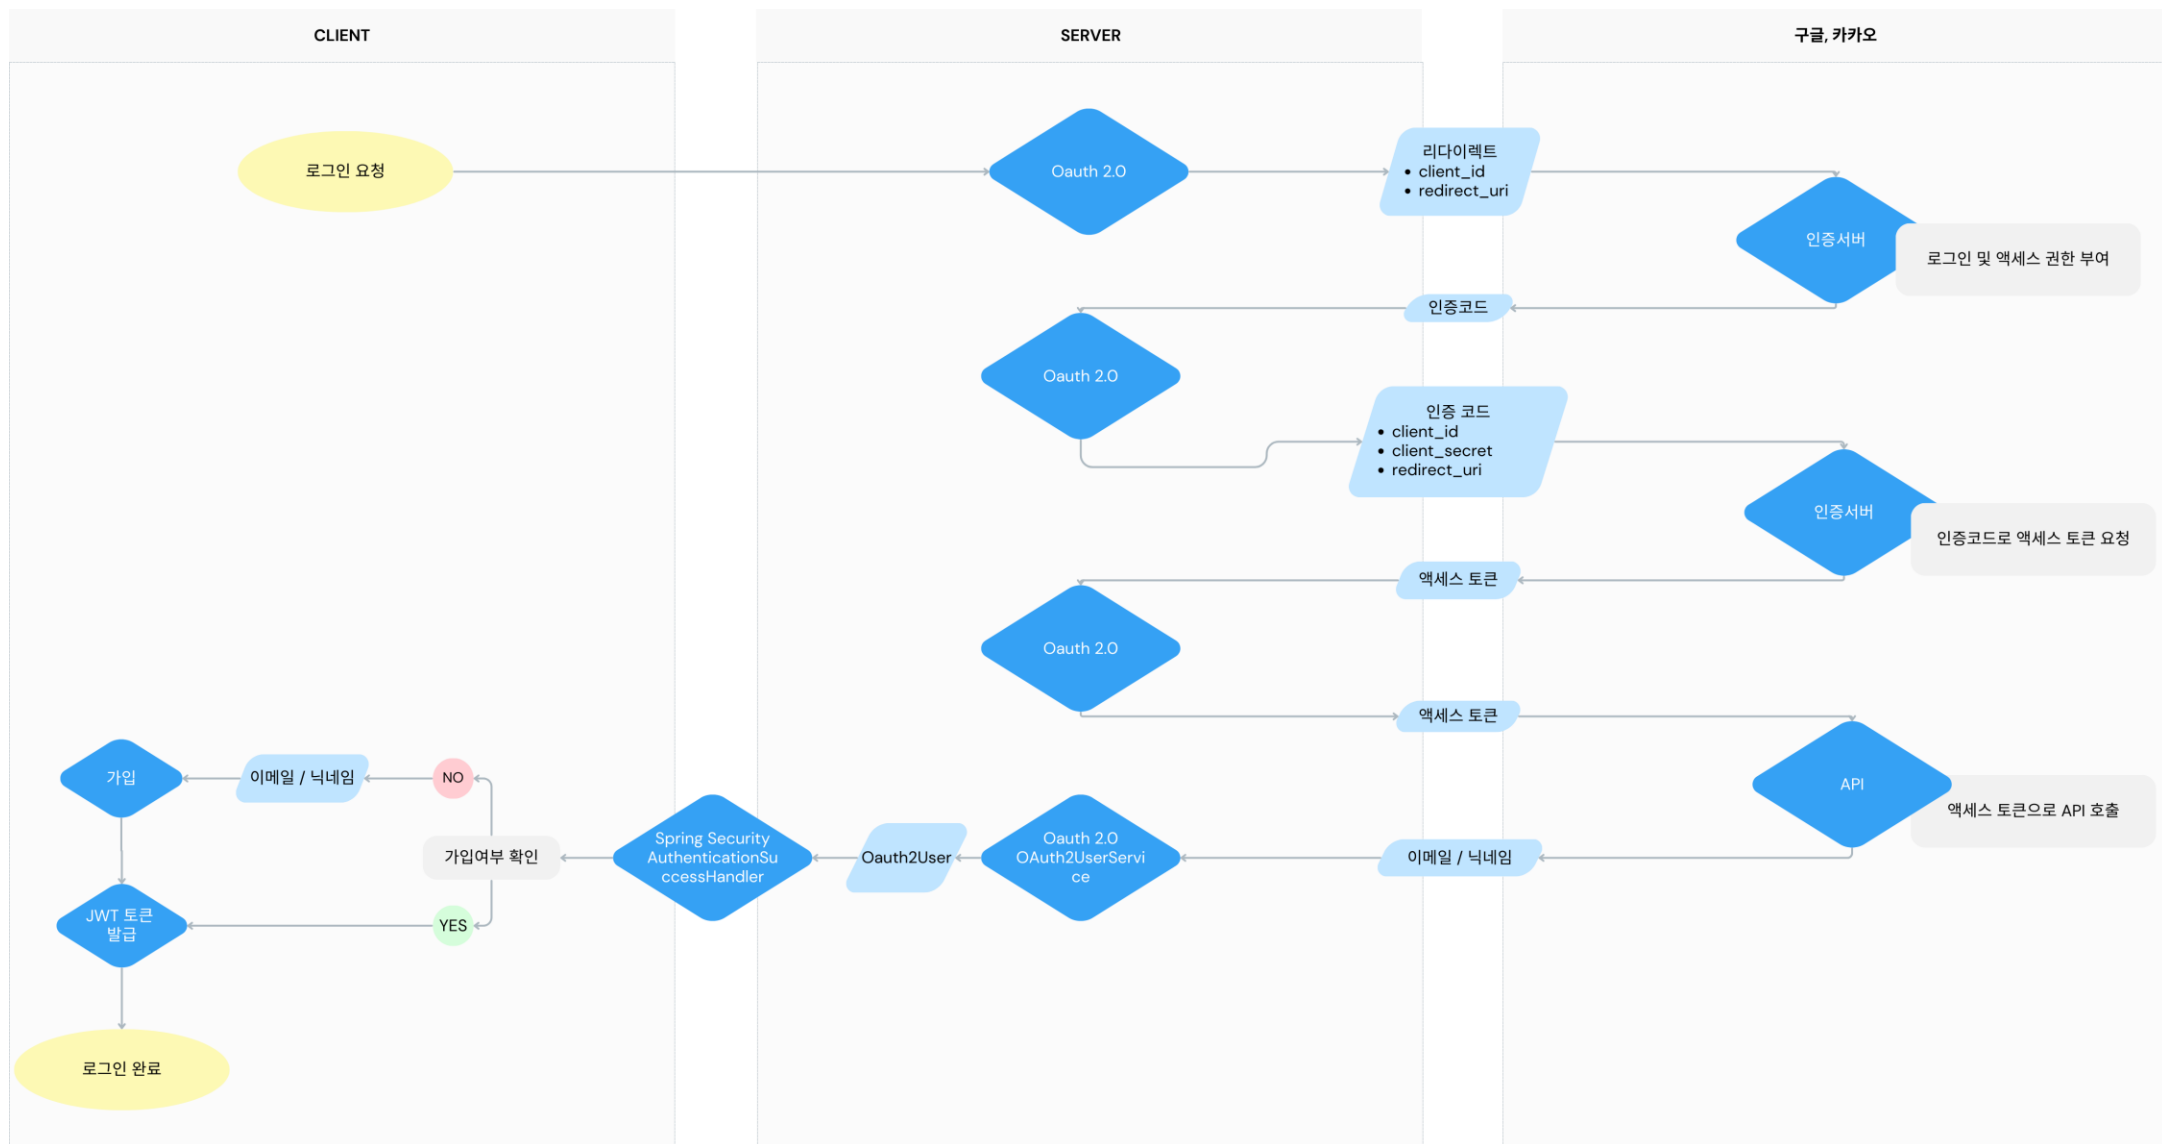 CLIENT
SERVER
구글, 카카오
로그인 요청
Oauth 2.0
리다이렉트
• client_id
• redirect_uri
인증서버
로그인 및 액세스 권한 부여
인증코드
Oauth 2.0
인증 코드
• client_id
• client_secret
• redirect_uri
인증서버
인증코드로 액세스 토큰 요청
액세스 토큰
Oauth 2.0
액세스 토큰
API
액세스 토큰으로 API 호출
이메일 / 닉네임
Oauth 2.0
OAuth2UserServi
ce
Oauth2User
Spring Security
AuthenticationSu
ccessHandler
가입여부 확인
NO
이메일 / 닉네임
가입
YES
JWT 토큰
발급
로그인 완료